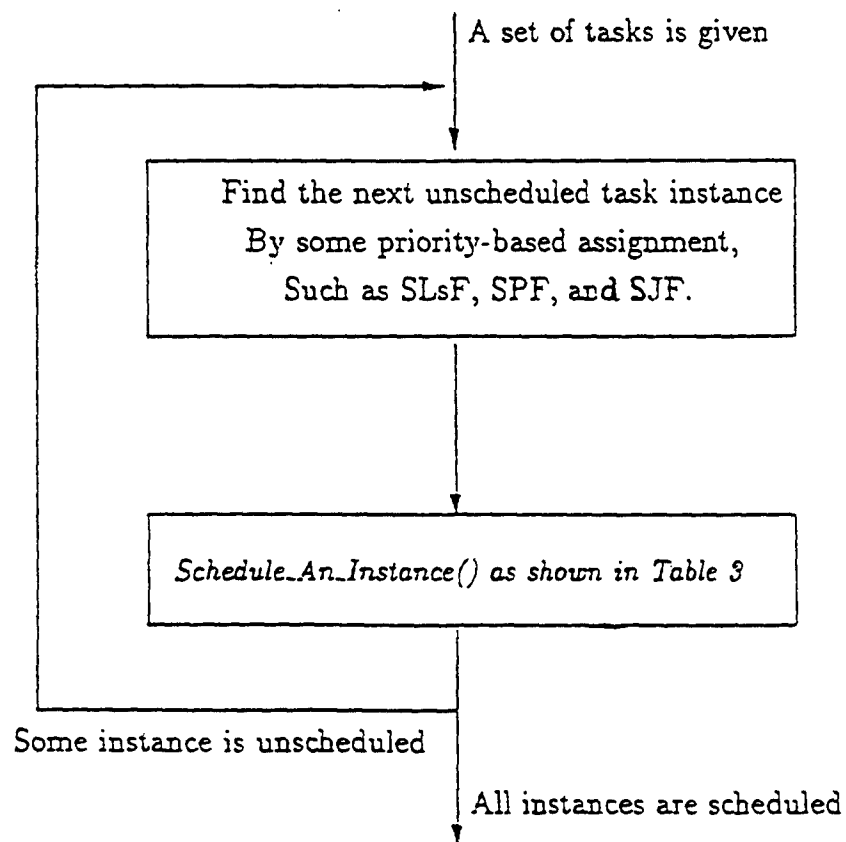 A set of tasks is given
Find the next unscheduled task instance
By some priority-based assignment,
Such as SLsF, SPF, and SJF.
Schedule_An_Instance() as shown in Table 3
Some instance is unscheduled
All instances are scheduled